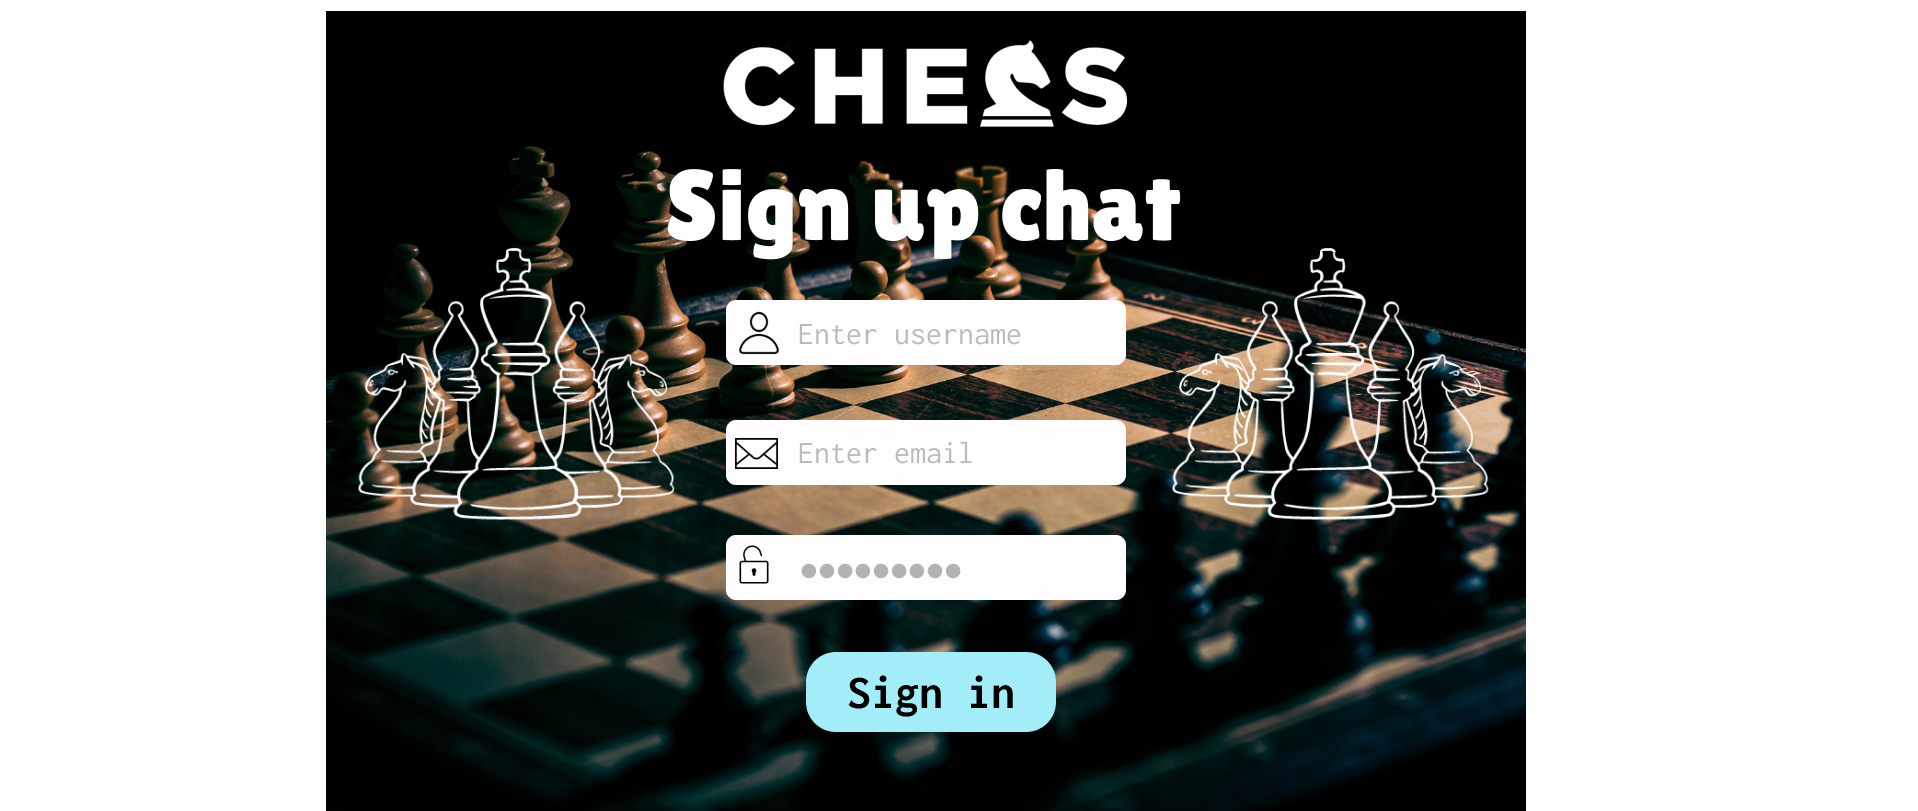 CHESS
Sign up chat
Enter username
Enter email
●●●●●●●●●
Sign in